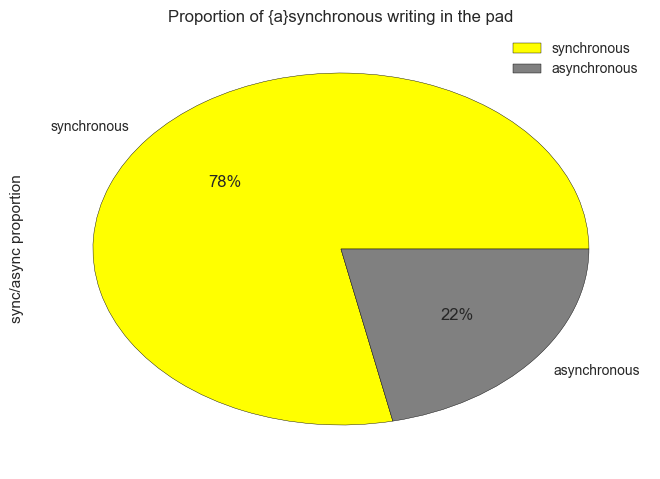 Proportion of {a}synchronous writing in the pad
synchronous
asynchronous
synchronous
78%
sync/async proportion
22%
asynchronous